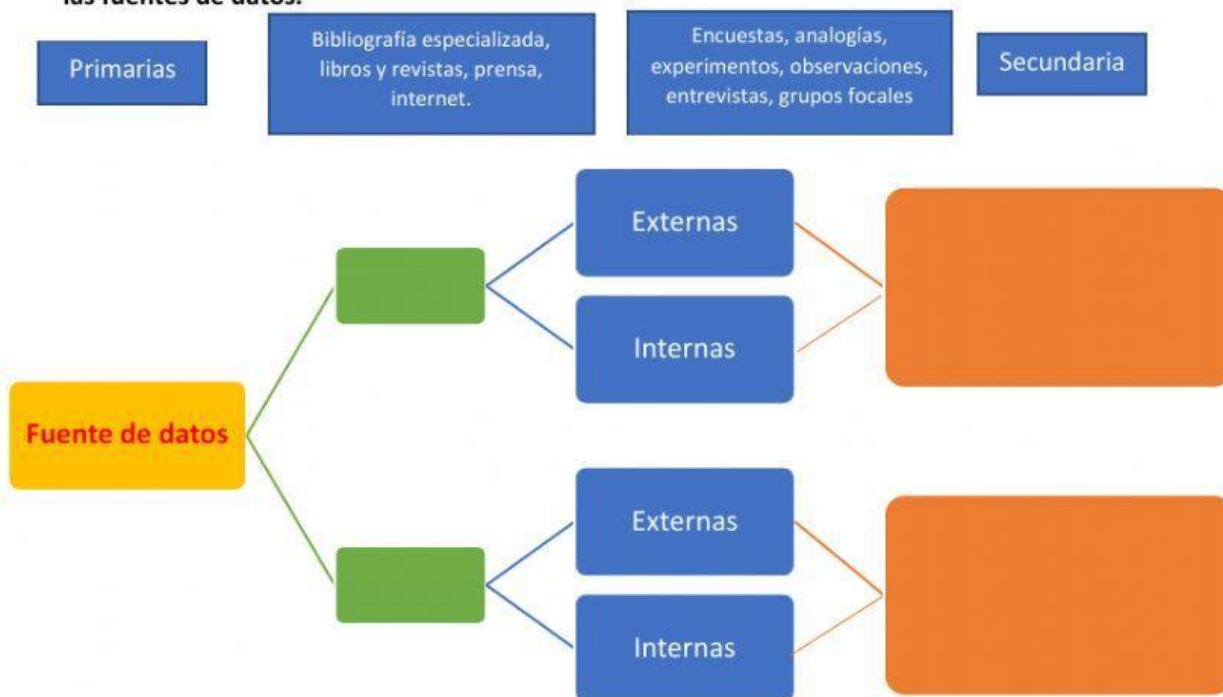 las fuentes de datos.
Primarias
Bibliografía especializada,
libros y revistas, prensa,
internet.
Encuestas, analogías,
experimentos, observaciones,
entrevistas, grupos focales
Secundaria
Externas
Internas
Fuente de datos
Externas
Internas